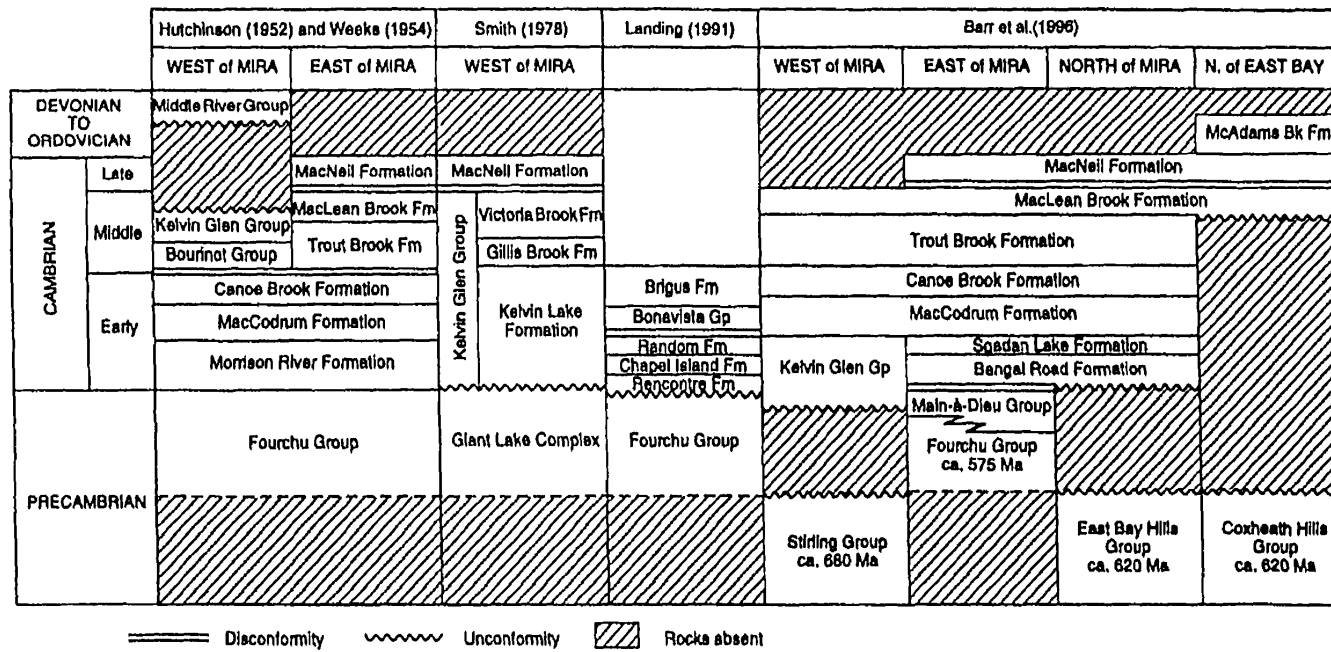 Hutchinson (1952) and Weeks (1954)
Smith (1978)
Landing (1991)
Barr et al.(1996)
WEST of MIRA
EAST of MIRA
WEST of MIRA
WEST of MIRA
EAST of MIRA
NORTH of MIRA
N. of EAST BAY
DEVONIAN
TO
ORDOVICIAN
Middle River Group
McAdams Bk Fm
CAMBRIAN
Late
MacNeil Formation
MacNeil Formation
MacNeil Formation
Middle
MacLean Brook Fm
Kelvin Glen Group
Trout Brook Fm
Bourinot Group
Kelvin Glen Group
Victoria Brook Fm
Gillis Brook Fm
MacLean Brook Formation
Trout Brook Formation
Early
Canoe Brook Formation
MacCodrum Formation
Morrison River Formation
Kelvin Lake
Formation
Brigus Fm
Bonavista Gp
Random Fm
Chapel Island Fm
Rencontre Fm
Canoe Brook Formation
MacCodrum Formation
Kelvin Glen Gp
Sgadan Lake Formation
Bengal Road Formation
PRECAMBRIAN
Fourchu Group
Giant Lake Complex
Fourchu Group
Main-à-Dieu Group
Fourchu Group
ca. 575 Ma
Stirling Group
ca. 680 Ma
East Bay Hills
Group
ca. 620 Ma
Coxheath Hills
Group
ca. 620 Ma
Disconformity
Unconformity
Rocks absent